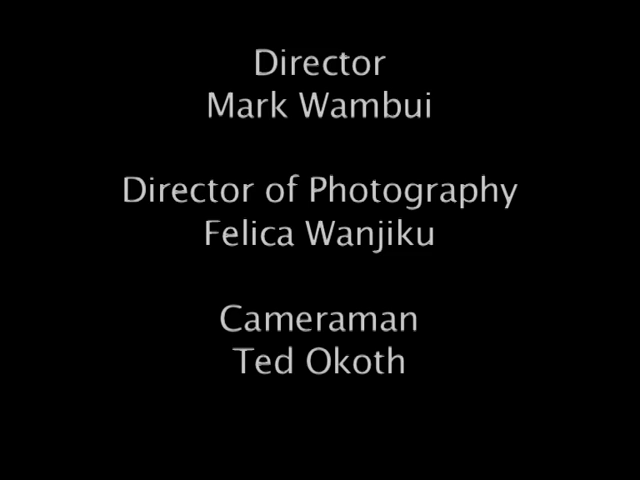 Director
Mark Wambui
Director of Photography
Felica Wanjiku
Cameraman
Ted Okoth